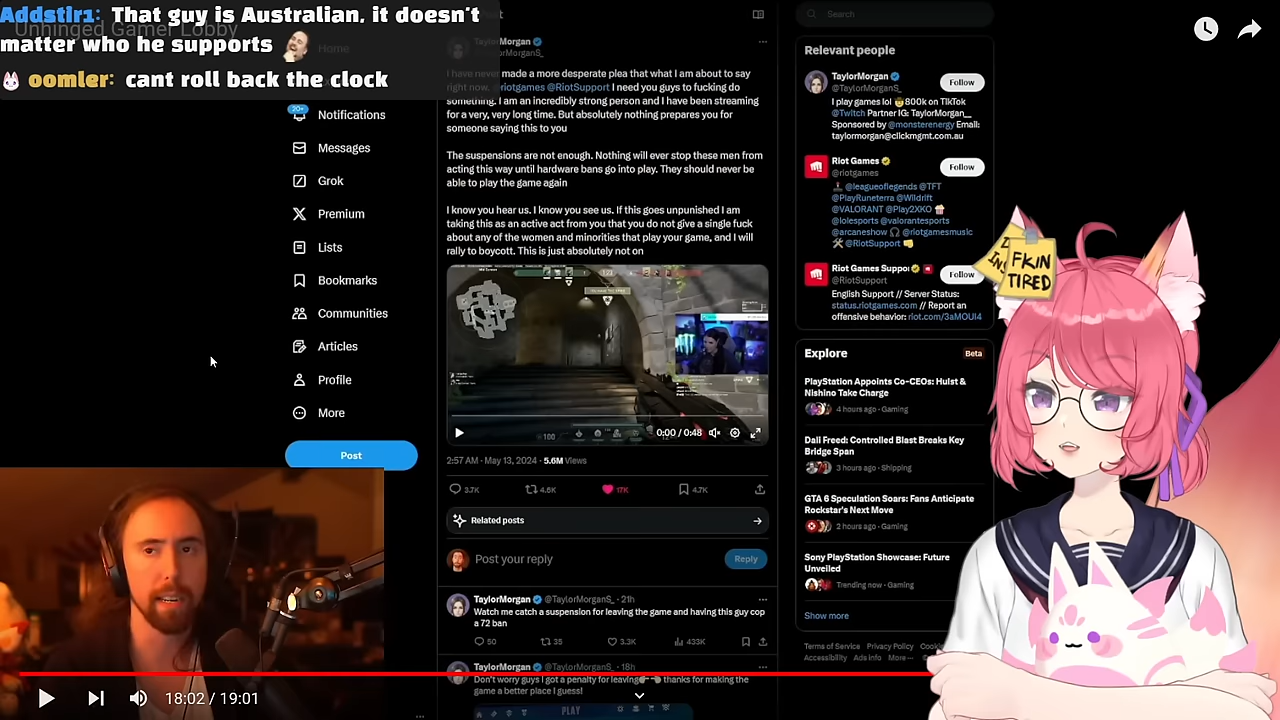 Addstir1: That guy is Australian, it doesn't
matter who he supports
oomler: cant roll back the clock
Unhinged Gamer Lobby
Home
20+
Notifications
Messages
Grok
Premium
Lists
Bookmarks
Communities
Articles
Profile
More
Post
TaylorMorgan
I have never made a more desperate plea that what I am about to say
right now. @riotgames @RiotSupport I need you guys to fucking do
something. I am an incredibly strong person and I have been streaming
for a very, very long time. But absolutely nothing prepares you for
someone saying this to you
The suspensions are not enough. Nothing will ever stop these men from
acting this way until hardware bans go into play. They should never be
able to play the game again
I know you hear us. I know you see us. If this goes unpunished I am
taking this as an active act from you that you do not give a single fuck
about any of the women and minorities that play your game, and I will
rally to boycott. This is just absolutely not on
100
0:00 / 0:48
2:57 AM · May 13, 2024 · 5.6M Views
3.7K
4.6K
17K
4.7K
Related posts
Post your reply
Reply
TaylorMorgan @TaylorMorganS_ · 21h
Watch me catch a suspension for leaving the game and having this guy cop
a 72 ban
50
35
3.3K
433K
TaylorMorgan @TaylorMorganS_ · 18h
Don't worry guys I got a penalty for leaving thanks for making the
game a better place I guess!
PLAY
Search
Relevant people
TaylorMorgan
@TaylorMorganS_
Follow
I play games lol 800k on TikTok
@Twitch Partner IG: TaylorMorgan__
Sponsored by @monsterenergy Email:
taylormorgan@clickmgmt.com.au
Riot Games
@riotgames
Follow
@leagueoflegends @TFT
@PlayRuneterra @Wildrift
@VALORANT @Play2XKO
@lolesports @valorantesports
@arcaneshow @riotgamesmusic
@RiotSupport
Riot Games Suppo
@RiotSupport
Follow
English Support // Server Status:
status.riotgames.com // Report an
offensive behavior: riot.com/3aMOUI4
Explore
Beta
PlayStation Appoints Co-CEOs: Hulst &
Nishino Take Charge
4 hours ago · Gaming
Dali Freed: Controlled Blast Breaks Key
Bridge Span
3 hours ago · Shipping
GTA 6 Speculation Soars: Fans Anticipate
Rockstar's Next Move
2 hours ago · Gaming
Sony PlayStation Showcase: Future
Unveiled
Trending now · Gaming
Show more
Terms of Service Privacy Policy
Accessibility Ads info More
FKIN
TIRED
18:02 / 19:01